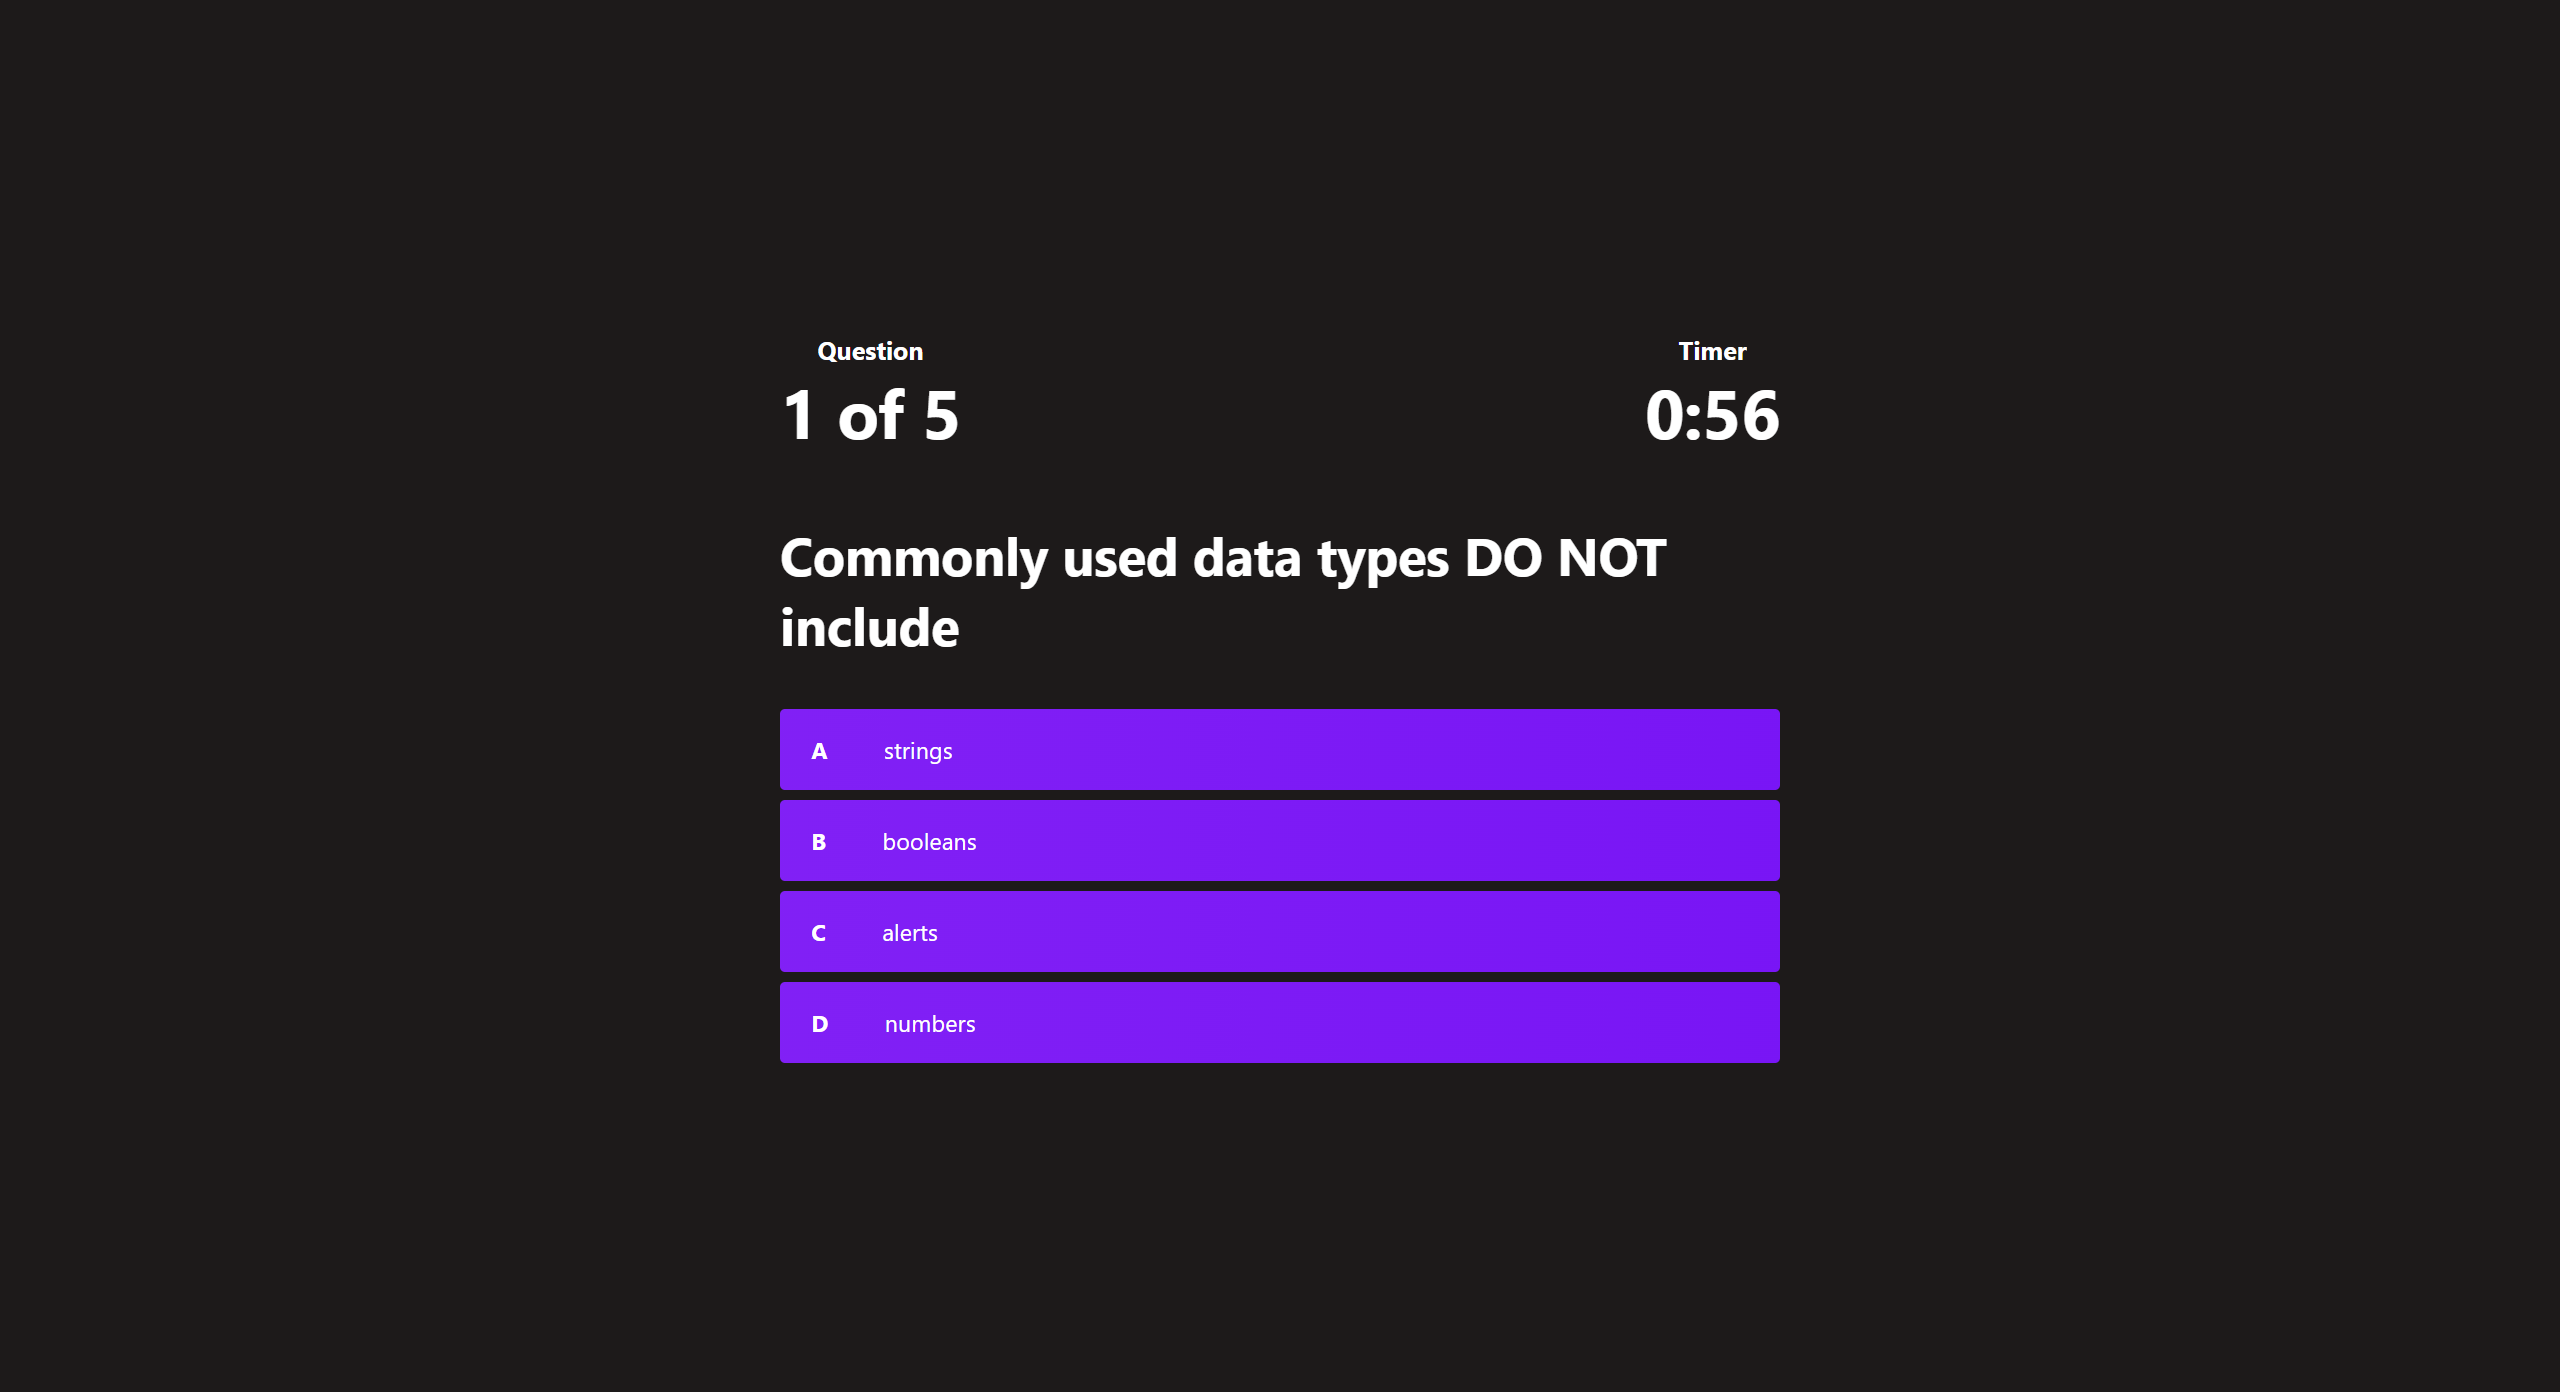 Question
1 of 5
Timer
0:56
Commonly used data types DO NOT
include
A strings
B booleans
C alerts
D numbers